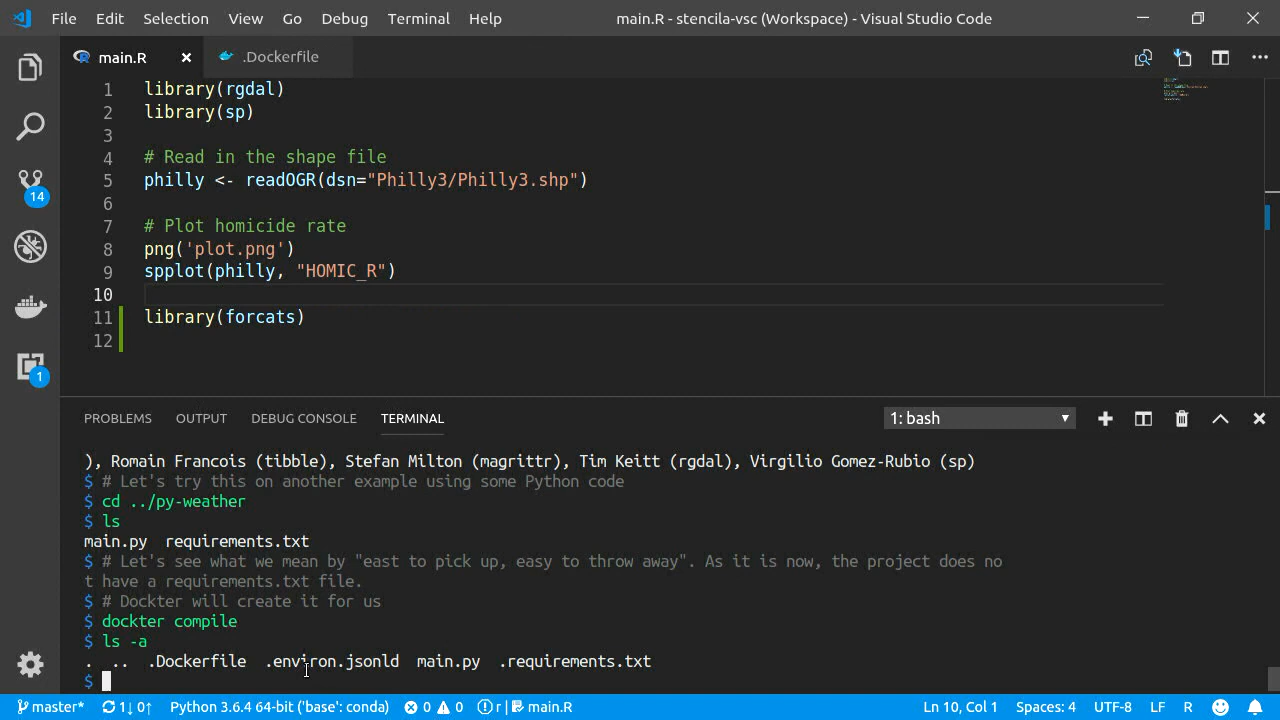 File Edit Selection View Go Debug Terminal Help main.R - stencila-vsc (Workspace) - Visual Studio Code
main.R .Dockerfile
1 library(rgdal)
2 library(sp)
3
4 # Read in the shape file
5 philly <- readOGR(dsn="Philly3/Philly3.shp")
6
7 # Plot homicide rate
8 png('plot.png')
9 spplot(philly, "HOMIC_R")
10
11 library(forcats)
12
14
1
PROBLEMS OUTPUT DEBUG CONSOLE TERMINAL 1: bash
), Romain Francois (tibble), Stefan Milton (magrittr), Tim Keitt (rgdal), Virgilio Gomez-Rubio (sp)
$ # Let's try this on another example using some Python code
$ cd ../py-weather
$ ls
main.py requirements.txt
$ # Let's see what we mean by "east to pick up, easy to throw away". As it is now, the project does no
t have a requirements.txt file.
$ # Dockter will create it for us
$ dockter compile
$ ls -a
. .. .Dockerfile .environ.jsonld main.py .requirements.txt
$
master* 1↓ 0↑ Python 3.6.4 64-bit ('base': conda) 0 0 r | main.R Ln 10, Col 1 Spaces: 4 UTF-8 LF R